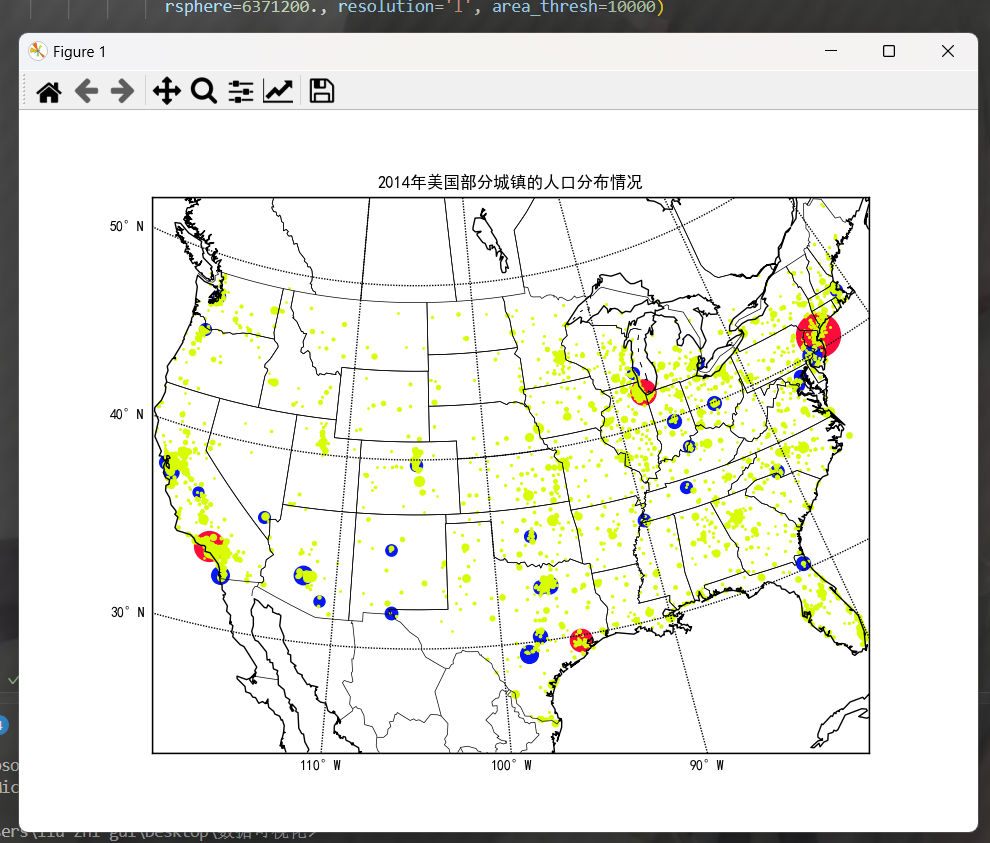 rsphere=6371200., resolution='l', area_thresh=10000)
Figure 1
2014年美国部分城镇的人口分布情况
50° N
40° N
30° N
110° W
100° W
90° W